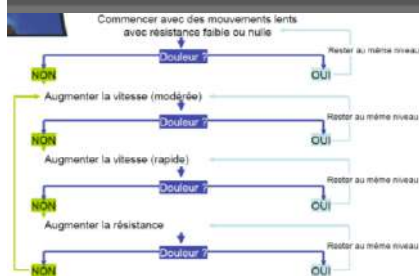 Commencer avec des mouvements lents
avec résistance faible ou nulle
Douleur ?
Rester au même niveau
NON
OUI
Augmenter la vitesse (modérée)
Douleur ?
Rester au même niveau
NON
OUI
Augmenter la vitesse (rapide)
Douleur ?
Rester au même niveau
NON
OUI
Augmenter la résistance
Douleur ?
Rester au même niveau
NON
OUI